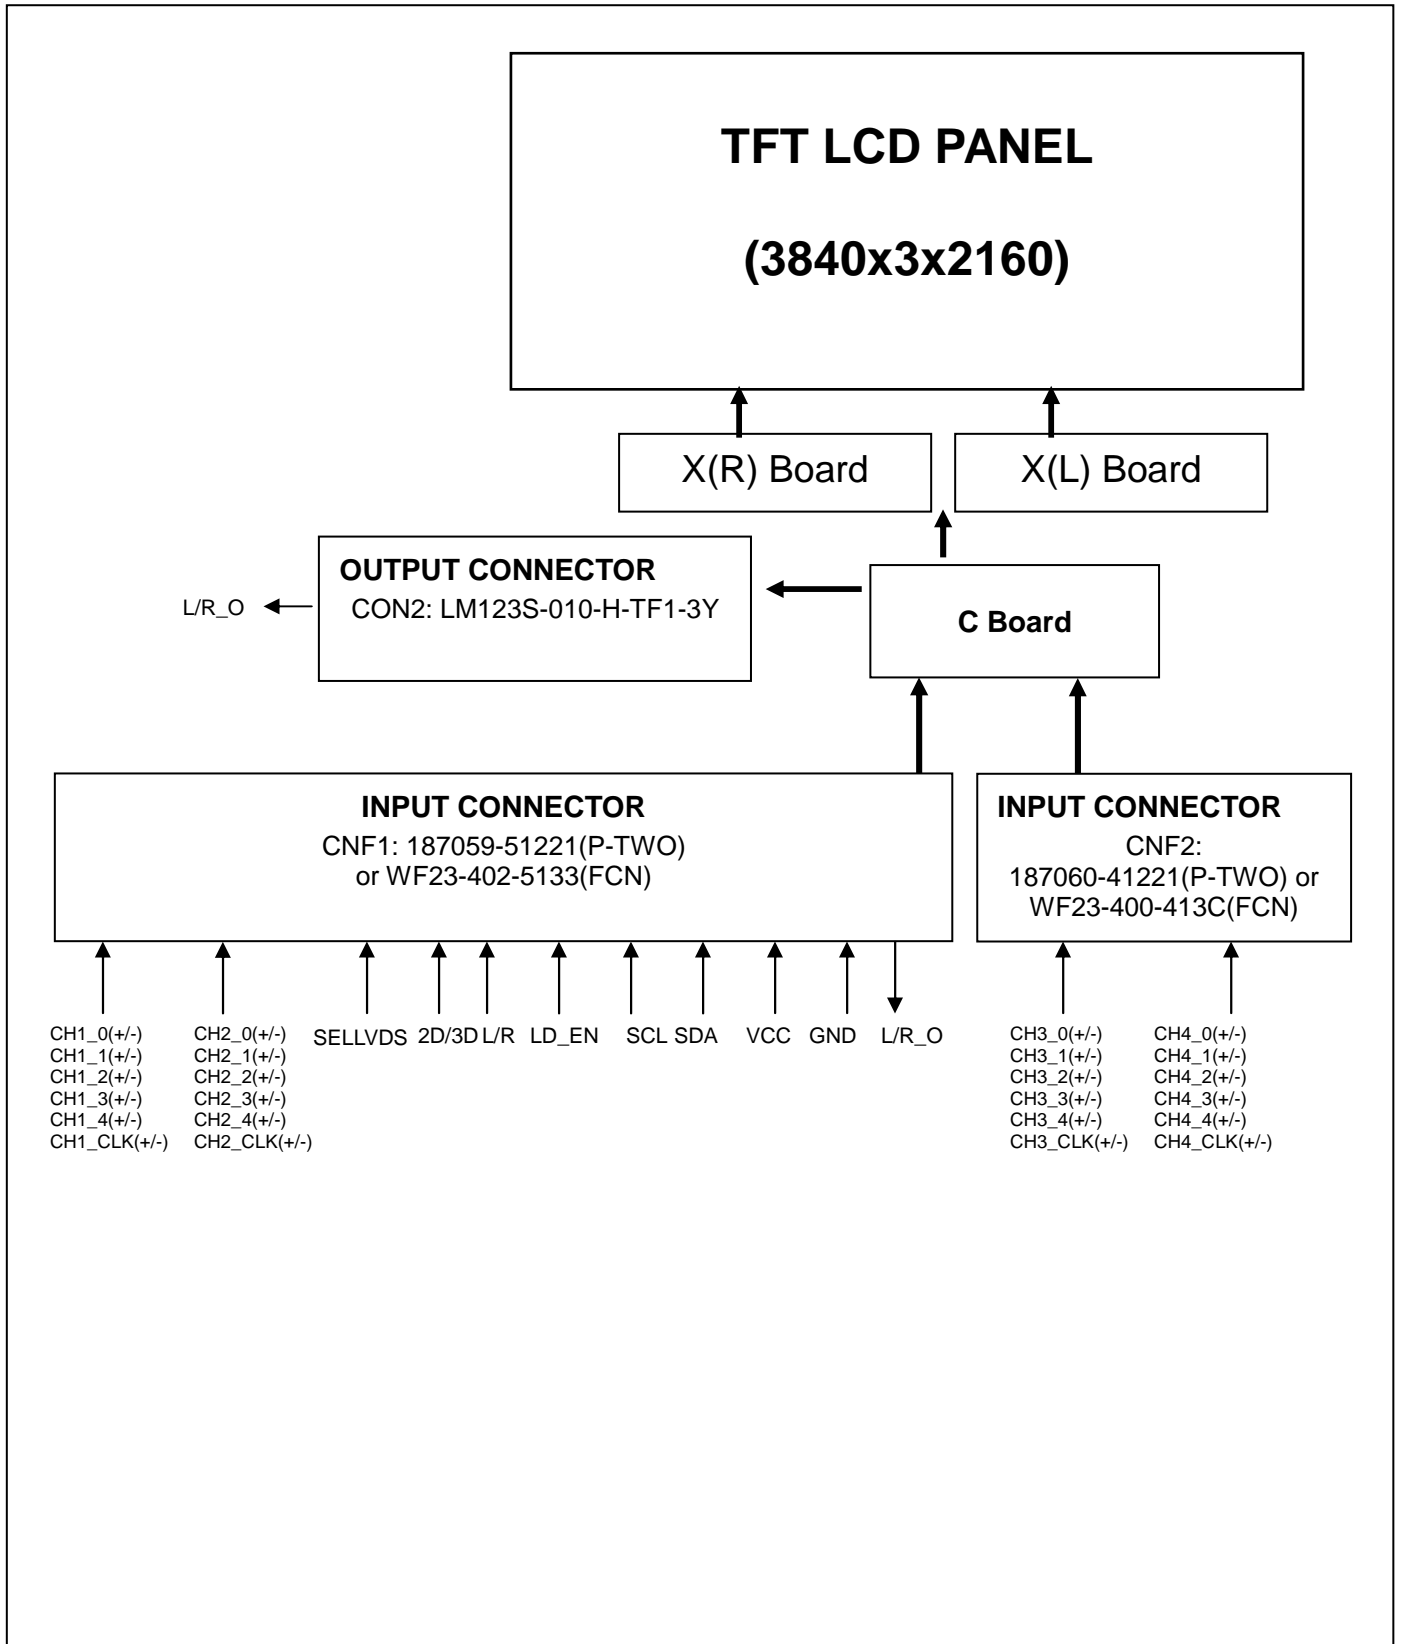 TFT LCD PANEL
(3840x3x2160)
X(R) Board
X(L) Board
OUTPUT CONNECTOR
CON2: LM123S-010-H-TF1-3Y
L/R_O
C Board
INPUT CONNECTOR
CNF1: 187059-51221(P-TWO)
or WF23-402-5133(FCN)
INPUT CONNECTOR
CNF2:
187060-41221(P-TWO) or
WF23-400-413C(FCN)
CH1_0(+/-)
CH1_1(+/-)
CH1_2(+/-)
CH1_3(+/-)
CH1_4(+/-)
CH1_CLK(+/-)
CH2_0(+/-)
CH2_1(+/-)
CH2_2(+/-)
CH2_3(+/-)
CH2_4(+/-)
CH2_CLK(+/-)
SELLVDS
2D/3D
L/R
LD_EN
SCL
SDA
VCC
GND
L/R_O
CH3_0(+/-)
CH3_1(+/-)
CH3_2(+/-)
CH3_3(+/-)
CH3_4(+/-)
CH3_CLK(+/-)
CH4_0(+/-)
CH4_1(+/-)
CH4_2(+/-)
CH4_3(+/-)
CH4_4(+/-)
CH4_CLK(+/-)